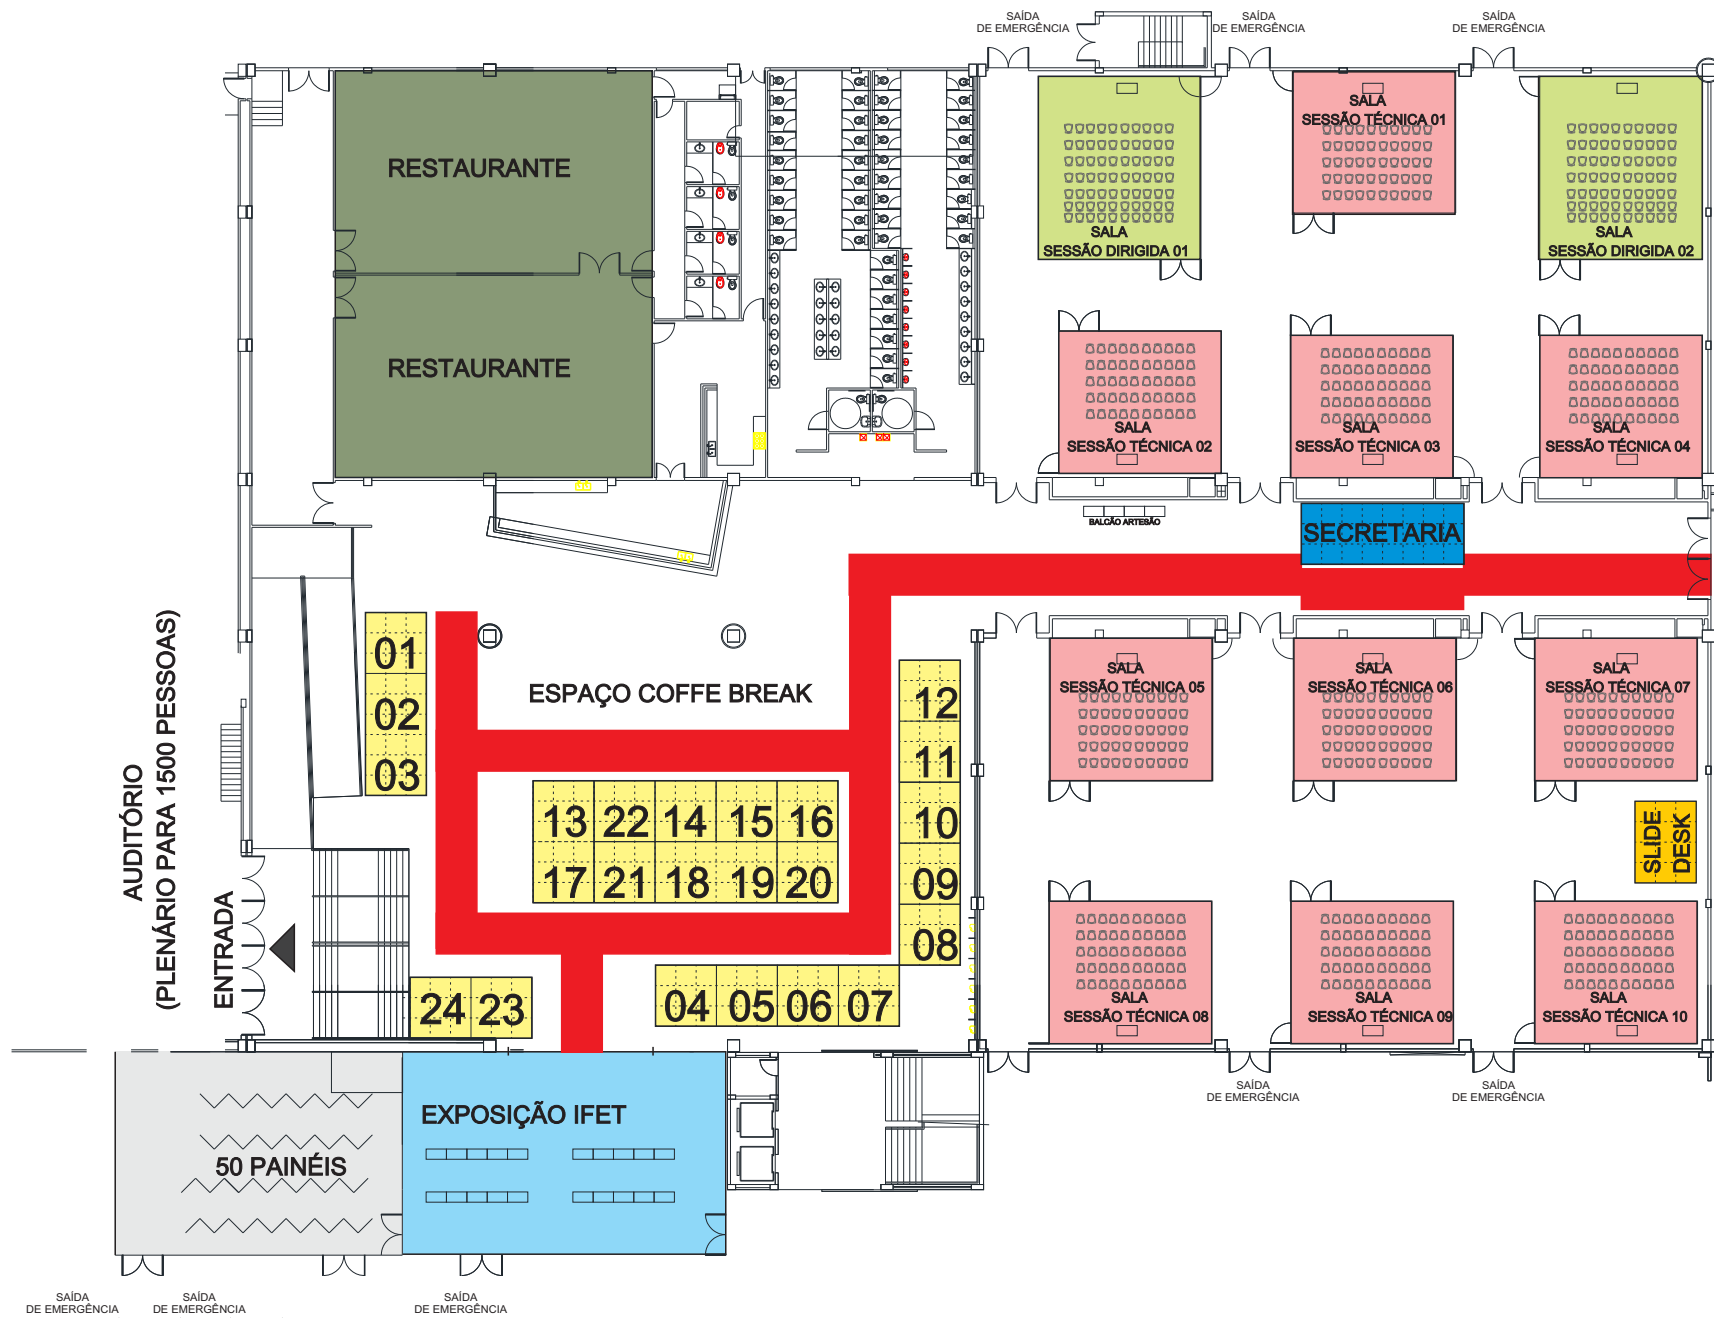 SAÍDA
DE EMERGÊNCIA
SAÍDA
DE EMERGÊNCIA
SAÍDA
DE EMERGÊNCIA
RESTAURANTE
RESTAURANTE
SALA
SESSÃO DIRIGIDA 01
SALA
SESSÃO TÉCNICA 01
SALA
SESSÃO DIRIGIDA 02
SALA
SESSÃO TÉCNICA 02
SALA
SESSÃO TÉCNICA 03
SALA
SESSÃO TÉCNICA 04
BALCÃO ARTESÃO
SECRETARIA
AUDITÓRIO
(PLENÁRIO PARA 1500 PESSOAS)
ENTRADA
01
02
03
ESPAÇO COFFE BREAK
12
11
10
09
08
13 22 14 15 16
17 21 18 19 20
24 23
04 05 06 07
SALA
SESSÃO TÉCNICA 05
SALA
SESSÃO TÉCNICA 06
SALA
SESSÃO TÉCNICA 07
SLIDE
DESK
SALA
SESSÃO TÉCNICA 08
SALA
SESSÃO TÉCNICA 09
SALA
SESSÃO TÉCNICA 10
SAÍDA
DE EMERGÊNCIA
SAÍDA
DE EMERGÊNCIA
EXPOSIÇÃO IFET
50 PAINÉIS
SAÍDA
DE EMERGÊNCIA
SAÍDA
DE EMERGÊNCIA
SAÍDA
DE EMERGÊNCIA